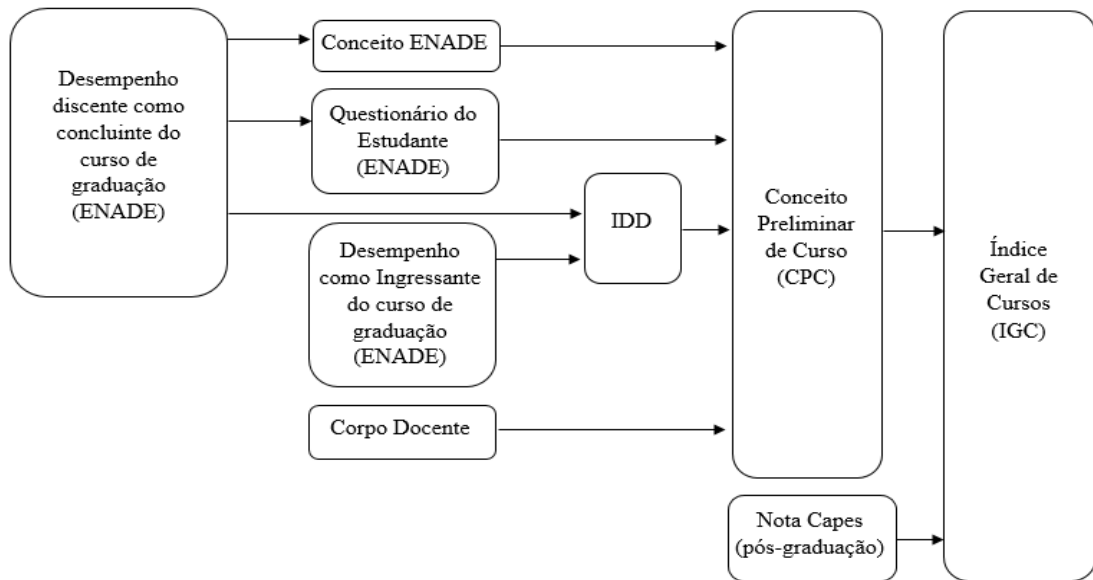 Desempenho
discente como
concluinte do
curso de
graduação
(ENADE)
Conceito ENADE
Questionário do
Estudante
(ENADE)
IDD
Desempenho
como Ingressante
do curso de
graduação
(ENADE)
Corpo Docente
Conceito
Preliminar
de Curso
(CPC)
Nota Capes
(pós-graduação)
Índice
Geral de
Cursos
(IGC)